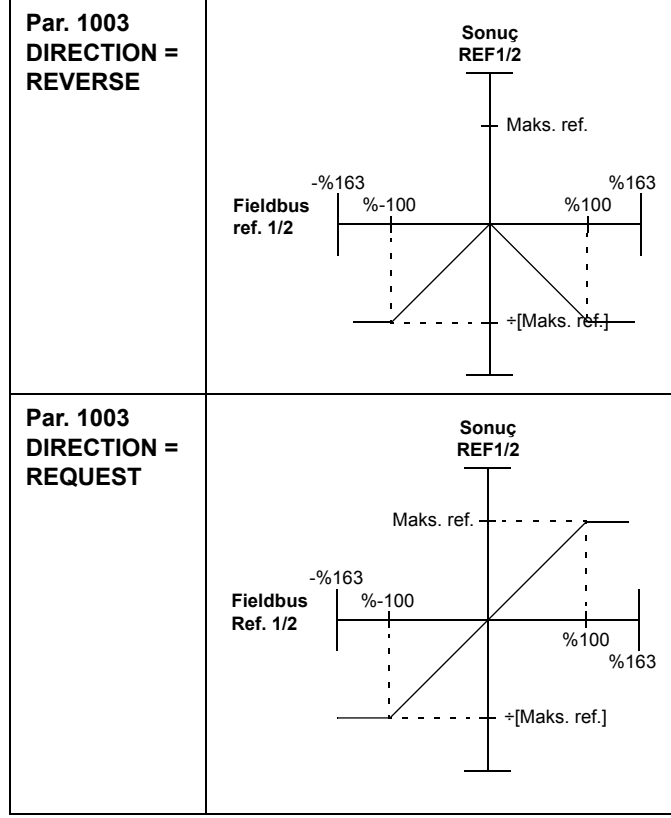 Par. 1003
DIRECTION =
REVERSE
Sonuç
REF1/2
Maks. ref.
-%163
%163
Fieldbus
ref. 1/2
%-100
%100
÷[Maks. ref.]
Par. 1003
DIRECTION =
REQUEST
Sonuç
REF1/2
Maks. ref.
-%163
Fieldbus
Ref. 1/2
%-100
%100
%163
÷[Maks. ref.]